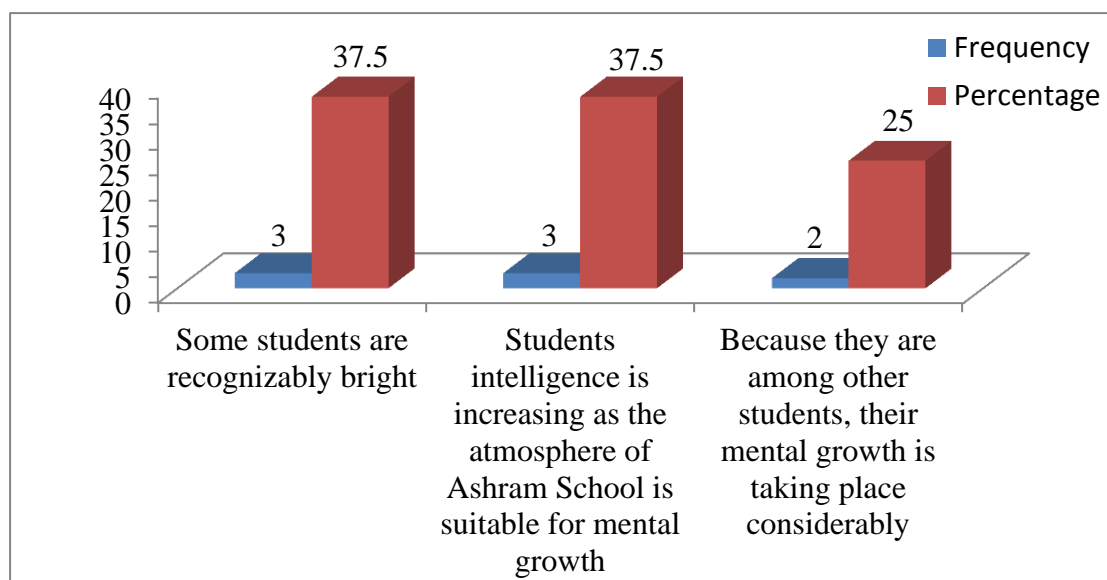 Frequency
Percentage
37.5
37.5
25
40
35
30
25
20
15
10
5
0
3
3
2
Some students are
recognizably bright
Students
intelligence is
increasing as the
atmosphere of
Ashram School is
suitable for mental
growth
Because they are
among other
students, their
mental growth is
taking place
considerably